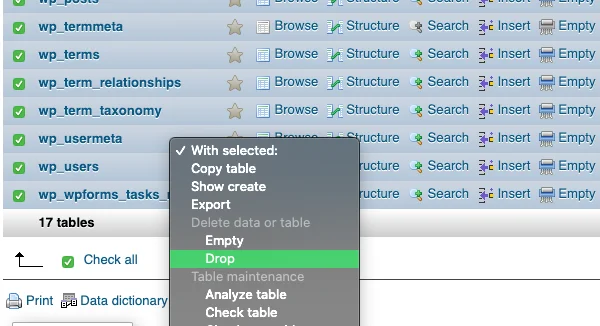 wp_posts Browse Structure Search Insert Empty
wp_termmeta Browse Structure Search Insert Empty
wp_terms Browse Structure Search Insert Empty
wp_term_relationships Browse Structure Search Insert Empty
wp_term_taxonomy Browse Structure Search Insert Empty
wp_usermeta Browse Structure Search Insert Empty
wp_users Structure Search Insert Empty
wp_wpforms_tasks_ Structure Search Insert Empty
17 tables
Check all
Print Data dictionary
✓ With selected:
Copy table
Show create
Export
Delete data or table
Empty
Drop
Table maintenance
Analyze table
Check table